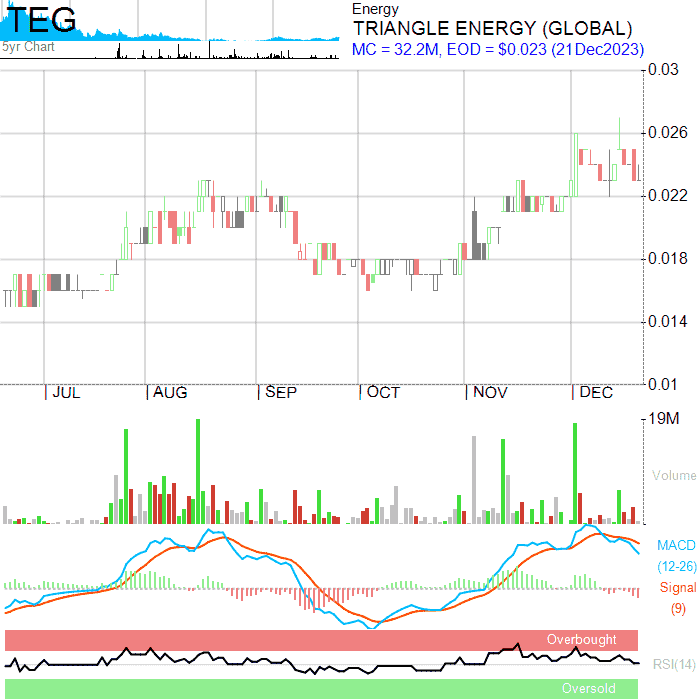 TEG
5yr Chart
Energy
TRIANGLE ENERGY (GLOBAL)
MC = 32.2M, EOD = $0.023 (21Dec2023)
0.03
0.026
0.022
0.018
0.014
0.01
JUL AUG SEP OCT NOV DEC
19M
Volume
MACD
(12-26)
Signal
(9)
Overbought
RSI(14)
Oversold